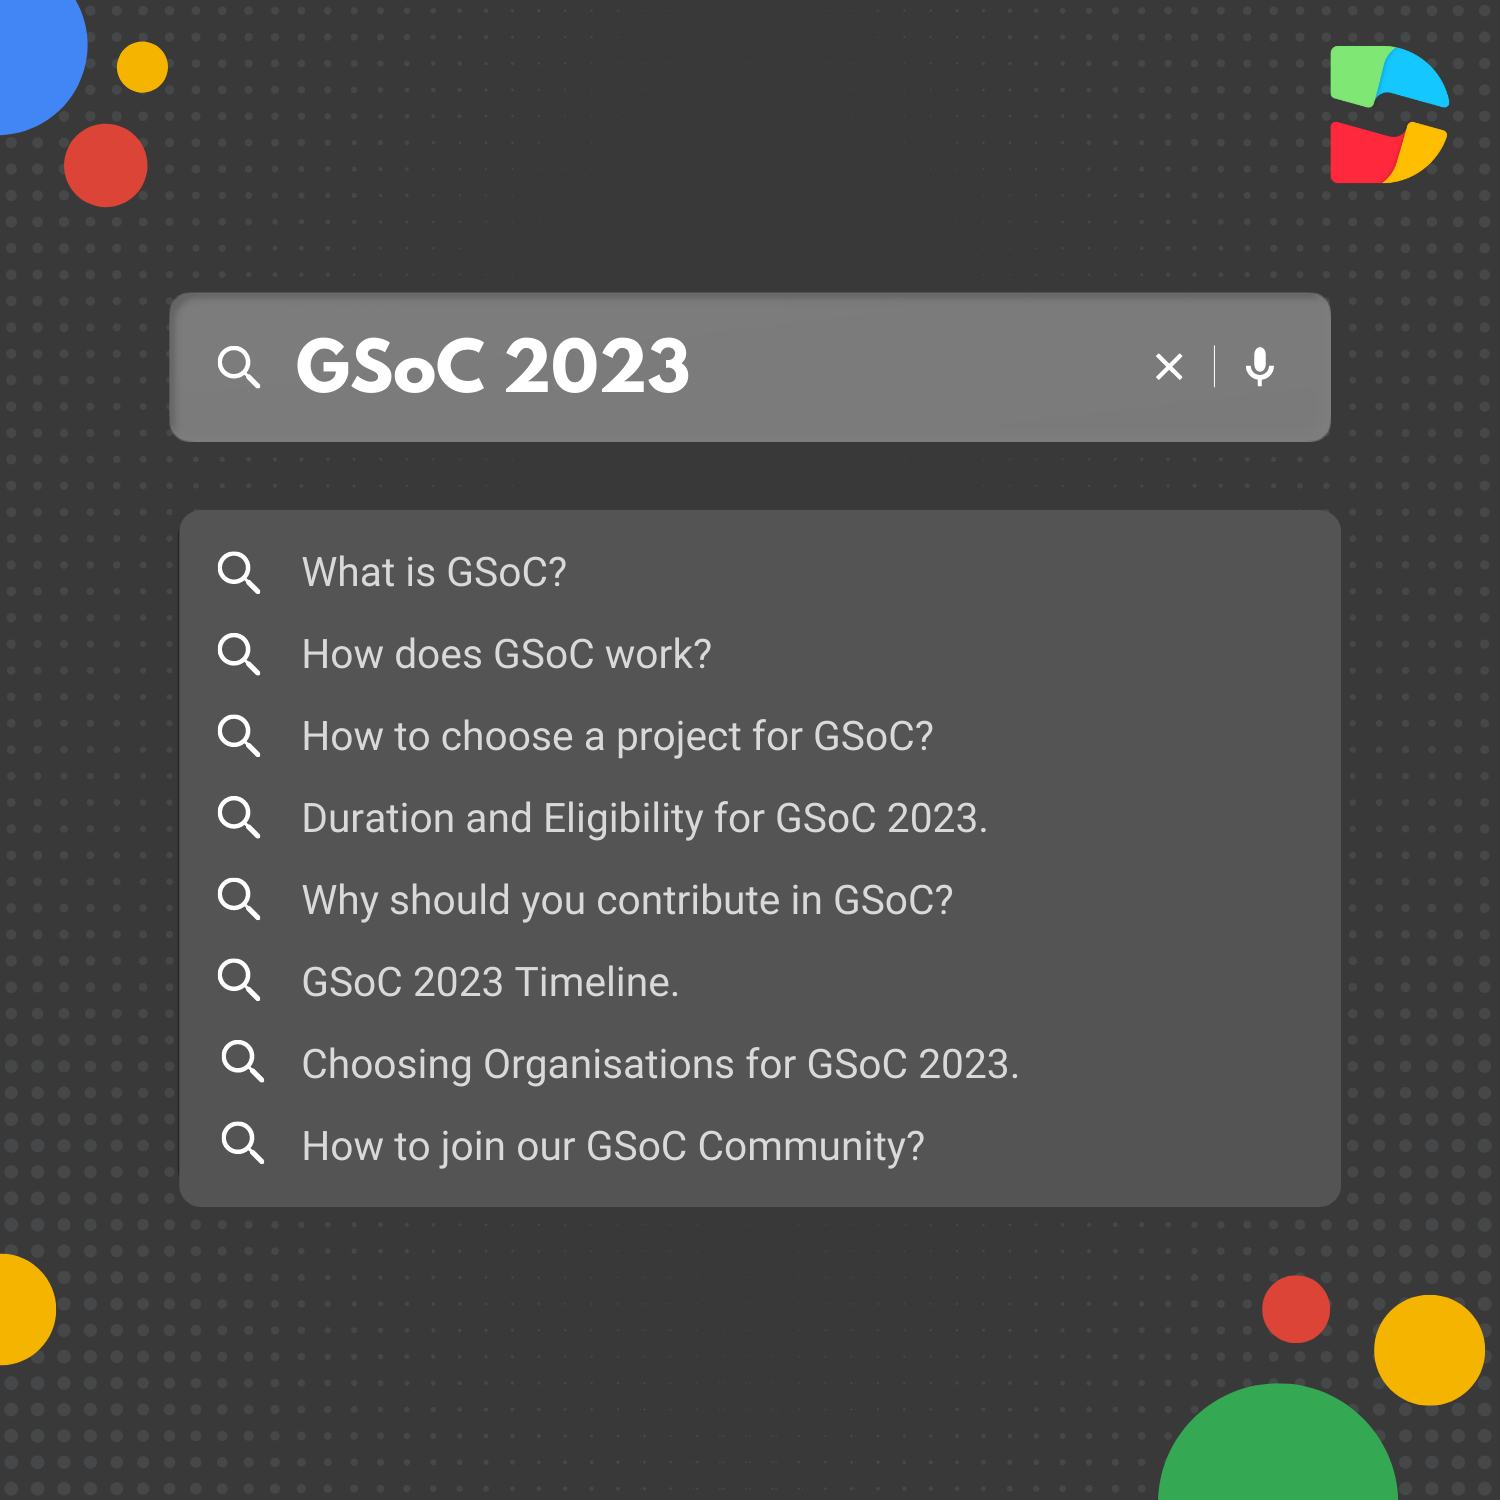 GSoC 2023
What is GSoC?
How does GSoC work?
How to choose a project for GSoC?
Duration and Eligibility for GSoC 2023.
Why should you contribute in GSoC?
GSoC 2023 Timeline.
Choosing Organisations for GSoC 2023.
How to join our GSoC Community?